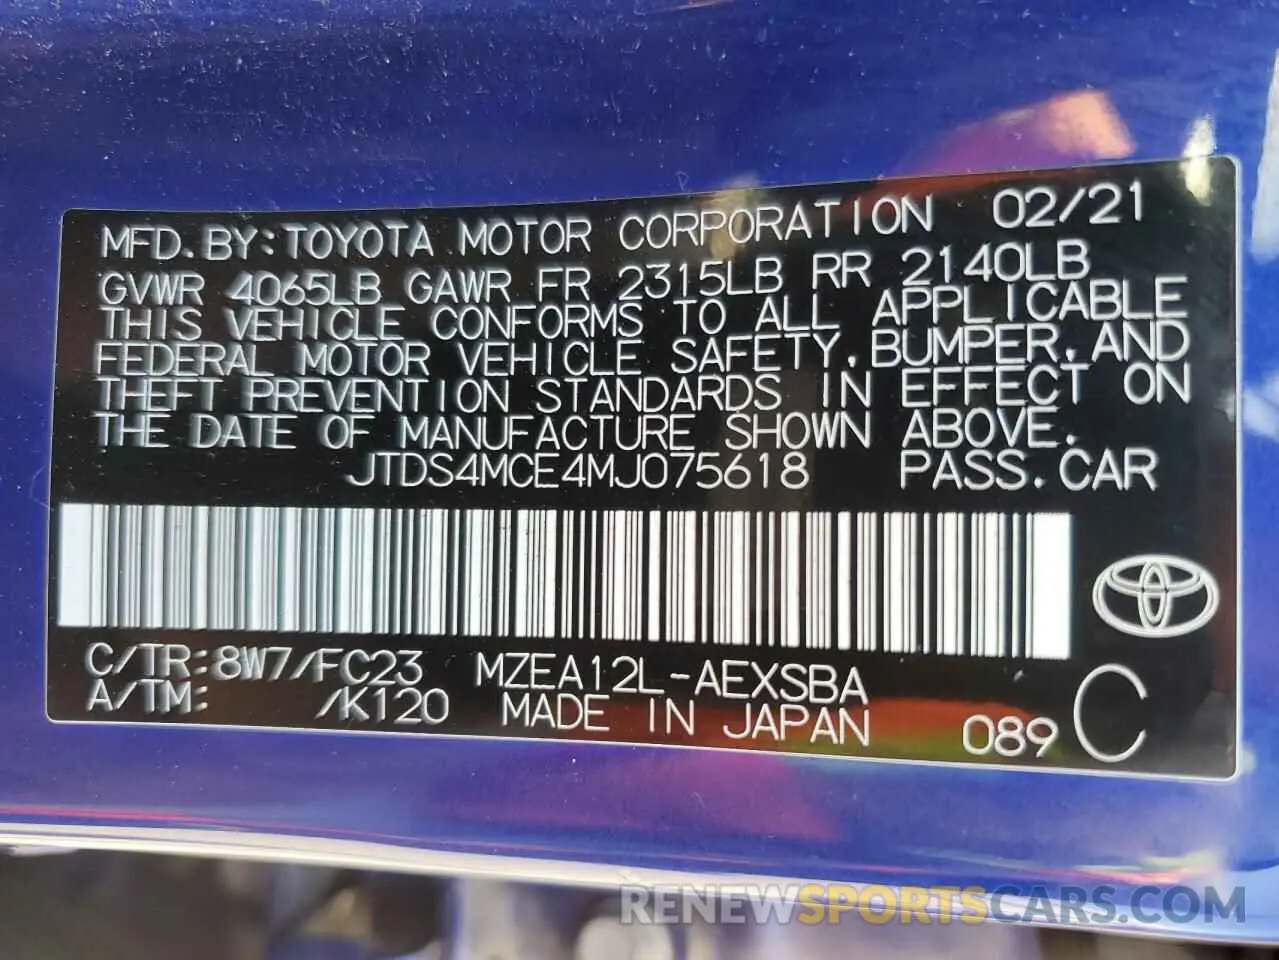 MFD.BY:TOYOTA MOTOR CORPORATION 02/21
GVWR 4065LB GAWR FR 2315LB RR 2140LB
THIS VEHICLE CONFORMS TO ALL APPLICABLE
FEDERAL MOTOR VEHICLE SAFETY,BUMPER,AND
THEFT PREVENTION STANDARDS IN EFFECT ON
THE DATE OF MANUFACTURE SHOWN ABOVE.
JTDS4MCE4MJ075618 PASS.CAR
C/TR:8W7/FC23 MZEA12L-AEXSBA
A/TM: /K120 MADE IN JAPAN 089 C
RENEWSPORTSCARS.COM